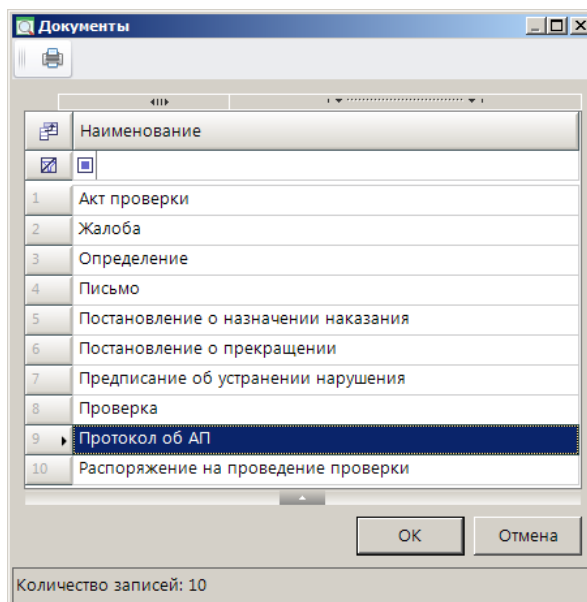 Документы
Наименование
1 Акт проверки
2 Жалоба
3 Определение
4 Письмо
5 Постановление о назначении наказания
6 Постановление о прекращении
7 Предписание об устранении нарушения
8 Проверка
9 Протокол об АП
10 Распоряжение на проведение проверки
ОК Отмена
Количество записей: 10